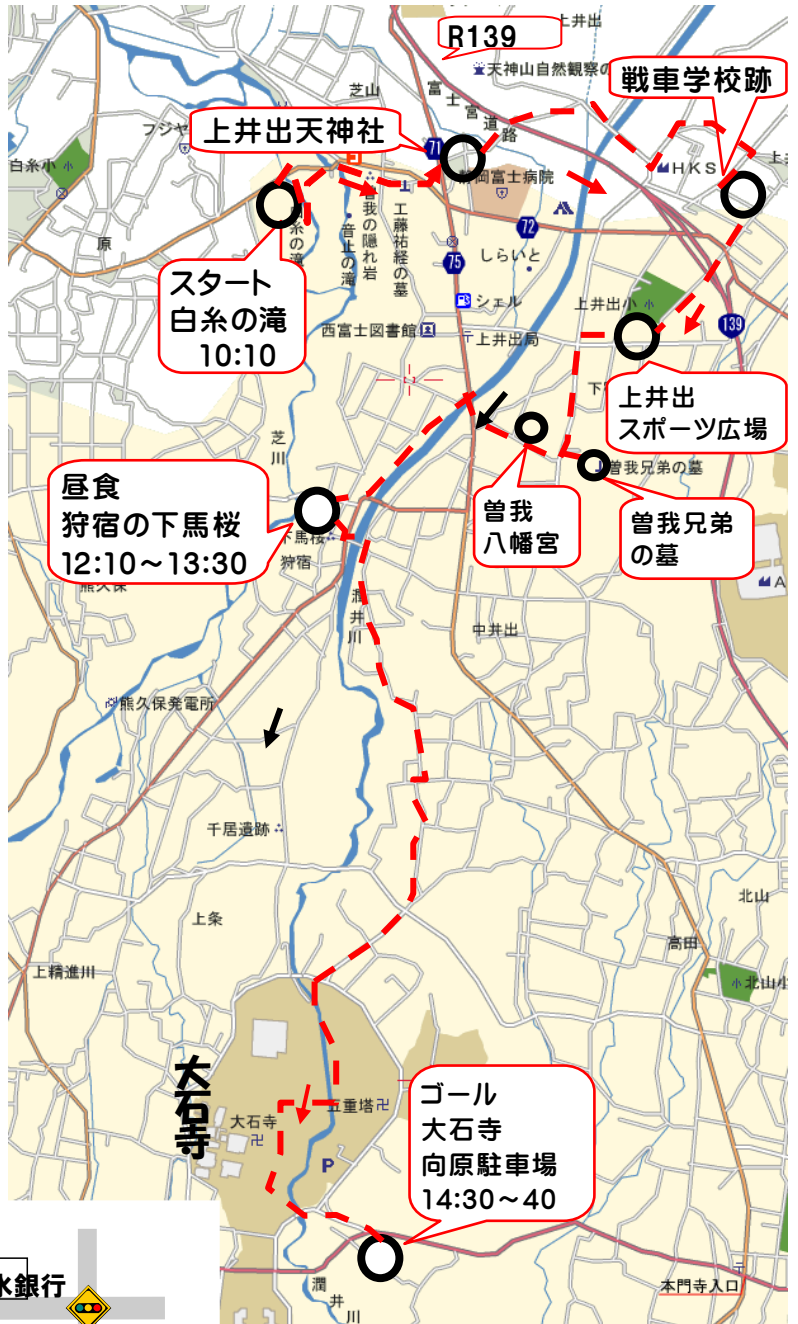 上井出
R139
天神山自然観察の
戦車学校跡
芝山
富士宮道路
上井出天神社
フジヤ
71
HKS
白糸小
静岡富士病院
白糸の滝
曽我の隠れ岩
工藤祐経の墓
音止の滝
原
72
75
しらいと
スタート
白糸の滝
10:10
シェル
上井出小
139
西富士図書館
上井出局
上井出
スポーツ広場
芝川
昼食
狩宿の下馬桜
12:10～13:30
曽我兄弟の墓
曽我
八幡宮
曽我兄弟
の墓
下馬桜
狩宿
熊久保
潤井川
中井出
熊久保発電所
千居遺跡
北山
上条
高田
上精進川
北山小
大石寺
五重塔
大石寺
P
ゴール
大石寺
向原駐車場
14:30～40
水銀行
潤井川
本門寺入口